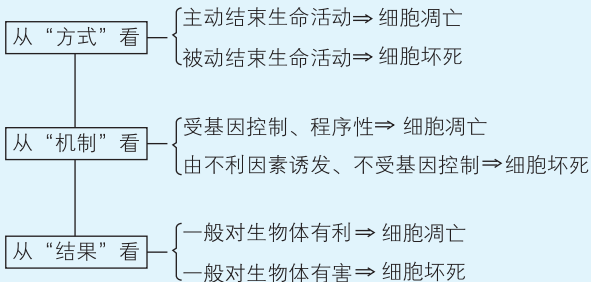 从“方式”看
主动结束生命活动⇒细胞凋亡
被动结束生命活动⇒细胞坏死
从“机制”看
受基因控制、程序性⇒细胞凋亡
由不利因素诱发、不受基因控制⇒细胞坏死
从“结果”看
一般对生物体有利⇒细胞凋亡
一般对生物体有害⇒细胞坏死